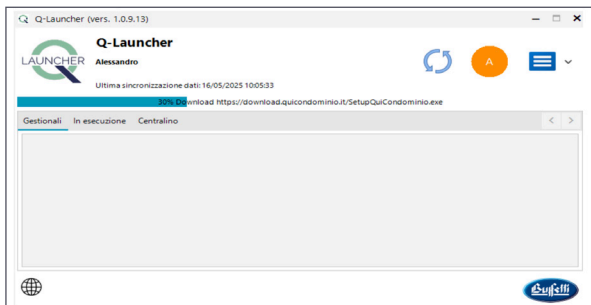 Q-Launcher (vers. 1.0.9.13)
Q-Launcher
LAUNCHER
Alessandro
A
Ultima sincronizzazione dati: 16/05/2025 10:05:33
30% Download https://download.quicondominio.it/SetupQuiCondominio.exe
Gestionali In esecuzione Centralino
Buffetti